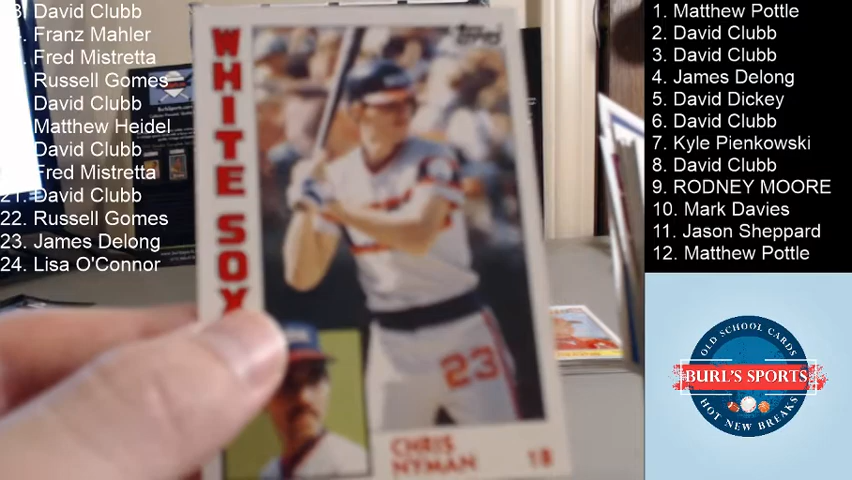 David Clubb
Franz Mahler
Fred Mistretta
Russell Gomes
David Clubb
Matthew Heidel
David Clubb
Fred Mistretta
21. David Clubb
22. Russell Gomes
23. James Delong
24. Lisa O'Connor
Topps
WHITE SOX
23
CHRIS
NYMAN
1B
1. Matthew Pottle
2. David Clubb
3. David Clubb
4. James Delong
5. David Dickey
6. David Clubb
7. Kyle Pienkowski
8. David Clubb
9. RODNEY MOORE
10. Mark Davies
11. Jason Sheppard
12. Matthew Pottle
OLD SCHOOL CARDS
BURL'S SPORTS
HOT NEW BREAKS